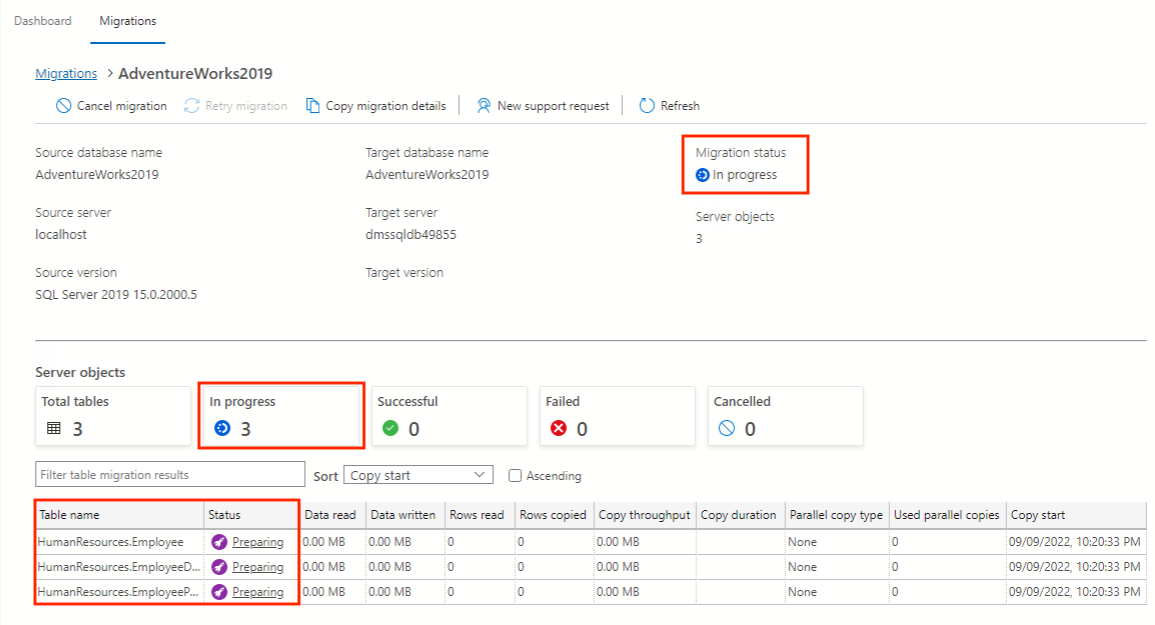 Dashboard Migrations
Migrations > AdventureWorks2019
Cancel migration Retry migration Copy migration details New support request Refresh
Source database name Target database name Migration status
AdventureWorks2019 AdventureWorks2019 In progress
Source server Target server Server objects
localhost dmssqldb49855 3
Source version Target version
SQL Server 2019 15.0.2000.5
Server objects
Total tables In progress Successful Failed Cancelled
3 3 0 0 0
Filter table migration results Sort Copy start Ascending
Table name Status Data read Data written Rows read Rows copied Copy throughput Copy duration Parallel copy type Used parallel copies Copy start
HumanResources.Employee Preparing 0.00 MB 0.00 MB 0 0 0.00 MB None 0 09/09/2022, 10:20:33 PM
HumanResources.EmployeeD... Preparing 0.00 MB 0.00 MB 0 0 0.00 MB None 0 09/09/2022, 10:20:33 PM
HumanResources.EmployeeP... Preparing 0.00 MB 0.00 MB 0 0 0.00 MB None 0 09/09/2022, 10:20:33 PM